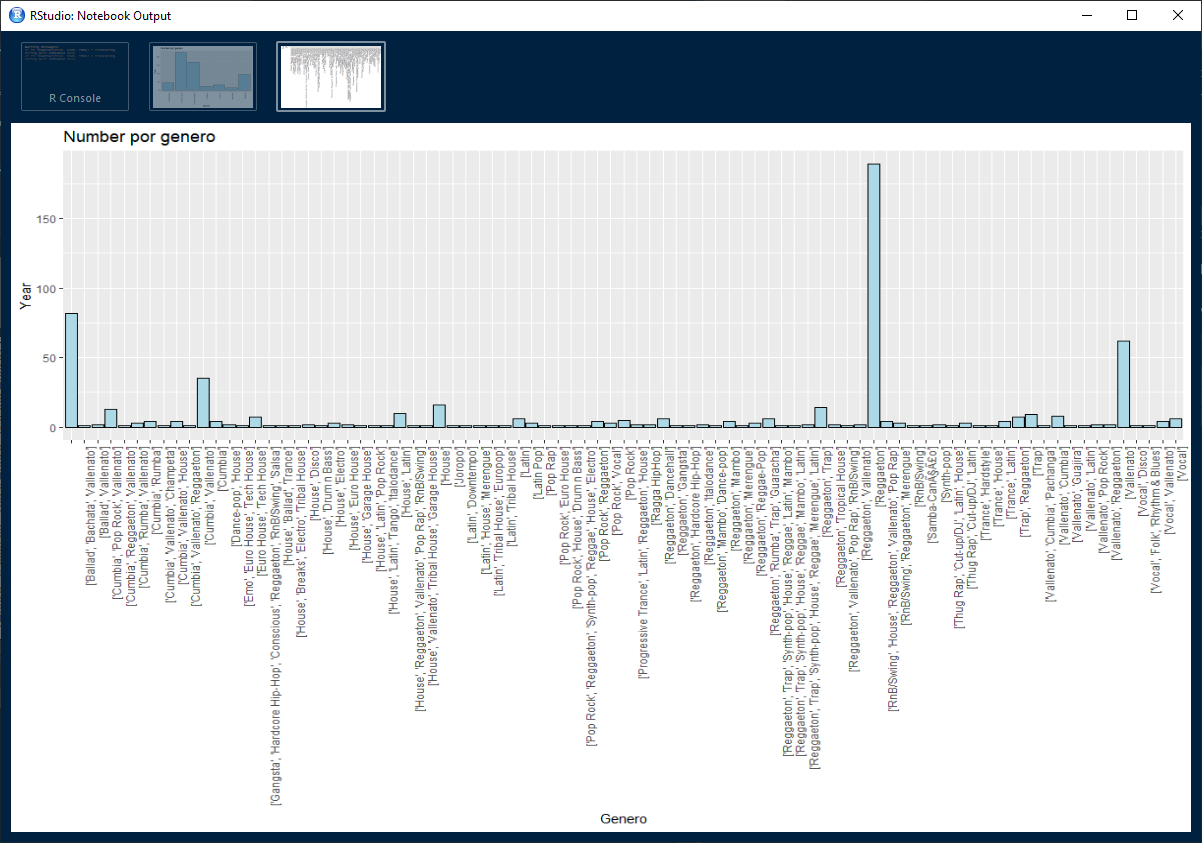 RStudio: Notebook Output
R Console
Number por genero
Year
150
100
50
0
['Ballad', 'Bachata', 'Vallenato']
['Ballad', 'Vallenato']
['Cumbia', 'Pop Rock', 'Vallenato']
['Cumbia', 'Reggaeton', 'Vallenato']
['Cumbia', 'Rumba', 'Vallenato']
['Cumbia', 'Rumba']
['Cumbia', 'Vallenato', 'Champeta']
['Cumbia', 'Vallenato', 'House']
['Cumbia', 'Vallenato', 'Reggaeton']
['Cumbia', 'Vallenato']
['Cumbia']
['Dance-pop', 'House']
['Emo', 'Euro House', 'Tech House']
['Euro House', 'Tech House']
['Gangsta', 'Hardcore Hip-Hop', 'Conscious', 'Reggaeton', 'RnB/Swing', 'Salsa']
['House', 'Ballad', 'Trance']
['House', 'Breaks', 'Electro', 'Tribal House']
['House', 'Disco']
['House', 'Drum n Bass']
['House', 'Electro']
['House', 'Euro House']
['House', 'Garage House']
['House', 'Latin', 'Pop Rock']
['House', 'Latin', 'Tango', 'Italodance']
['House', 'Latin']
['House', 'Reggaeton', 'Vallenato', 'Pop Rap', 'RnB/Swing']
['House', 'Vallenato', 'Tribal House', 'Garage House']
['House']
['Joropo']
['Latin', 'Downtempo']
['Latin', 'House', 'Merengue']
['Latin', 'Tribal House', 'Europop']
['Latin', 'Tribal House']
['Latin']
['Latin Pop']
['Pop Rap']
['Pop Rock', 'Euro House']
['Pop Rock', 'House', 'Drum n Bass']
['Pop Rock', 'Reggaeton', 'Synth-pop', 'Reggae', 'House', 'Electro']
['Pop Rock', 'Reggaeton']
['Pop Rock', 'Vocal']
['Pop Rock']
['Progressive Trance', 'Latin', 'Reggaeton', 'House']
['Ragga HipHop']
['Reggaeton', 'Dancehall']
['Reggaeton', 'Gangsta']
['Reggaeton', 'Hardcore Hip-Hop']
['Reggaeton', 'Italodance']
['Reggaeton', 'Mambo', 'Dance-pop']
['Reggaeton', 'Mambo']
['Reggaeton', 'Merengue']
['Reggaeton', 'Reggae-Pop']
['Reggaeton', 'Rumba', 'Trap', 'Guaracha']
['Reggaeton', 'Trap', 'Synth-pop', 'House', 'Reggae', 'Latin', 'Mambo']
['Reggaeton', 'Trap', 'Synth-pop', 'House', 'Reggae', 'Mambo', 'Latin']
['Reggaeton', 'Trap', 'Synth-pop', 'House', 'Reggae', 'Merengue', 'Latin']
['Reggaeton', 'Trap']
['Reggaeton', 'Tropical House']
['Reggaeton', 'Vallenato', 'Pop Rap', 'RnB/Swing']
['Reggaeton', 'Vallenato']
['Reggaeton']
['RnB/Swing', 'House', 'Reggaeton', 'Vallenato', 'Pop Rap']
['RnB/Swing', 'Reggaeton', 'Merengue']
['RnB/Swing']
['Samba-CanÃ§Ã£o']
['Synth-pop']
['Thug Rap', 'Cut-up/DJ', 'Latin', 'House']
['Thug Rap', 'Cut-up/DJ', 'Latin']
['Trance', 'Hardstyle']
['Trance', 'House']
['Trance', 'Latin']
['Trap', 'Reggaeton']
['Trap']
['Vallenato', 'Cumbia', 'Pachanga']
['Vallenato', 'Cumbia']
['Vallenato', 'Guajira']
['Vallenato', 'Latin']
['Vallenato', 'Pop Rock']
['Vallenato', 'Reggaeton']
['Vallenato']
['Vocal', 'Disco']
['Vocal', 'Folk', 'Rhythm & Blues']
['Vocal', 'Vallenato']
['Vocal']
Genero